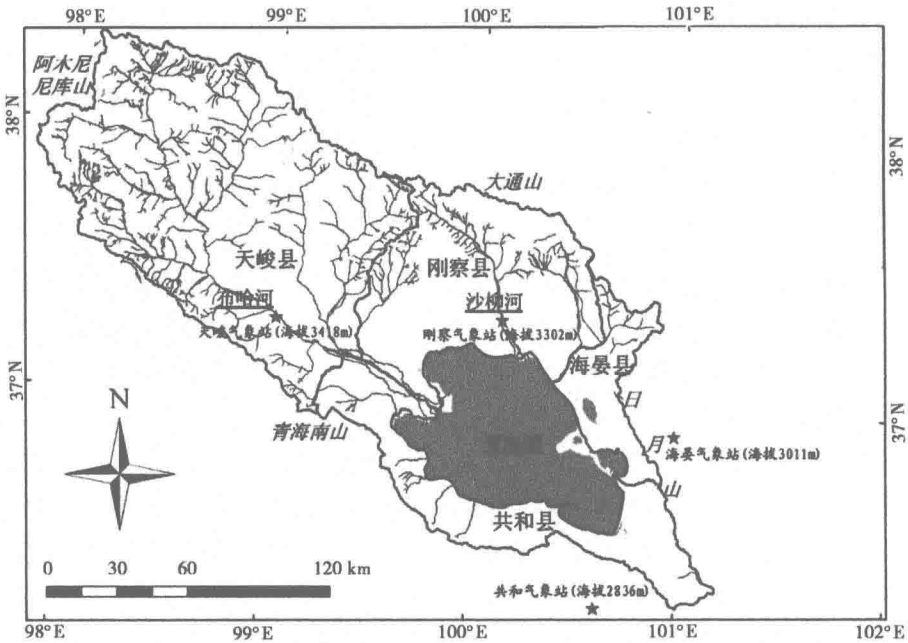 98°E 99°E 100°E 101°E
阿木尼
尼库山
38°N
38°N
大通山
天峻县
刚察县
布哈河
沙柳河
天峻气象站(海拔3418m)
刚察气象站(海拔3302m)
海晏县
37°N
37°N
N
日
月
山
青海南山
海晏气象站(海拔3011m)
共和县
0 30 60 120 km
共和气象站(海拔2836m)
98°E 99°E 100°E 101°E 102°E